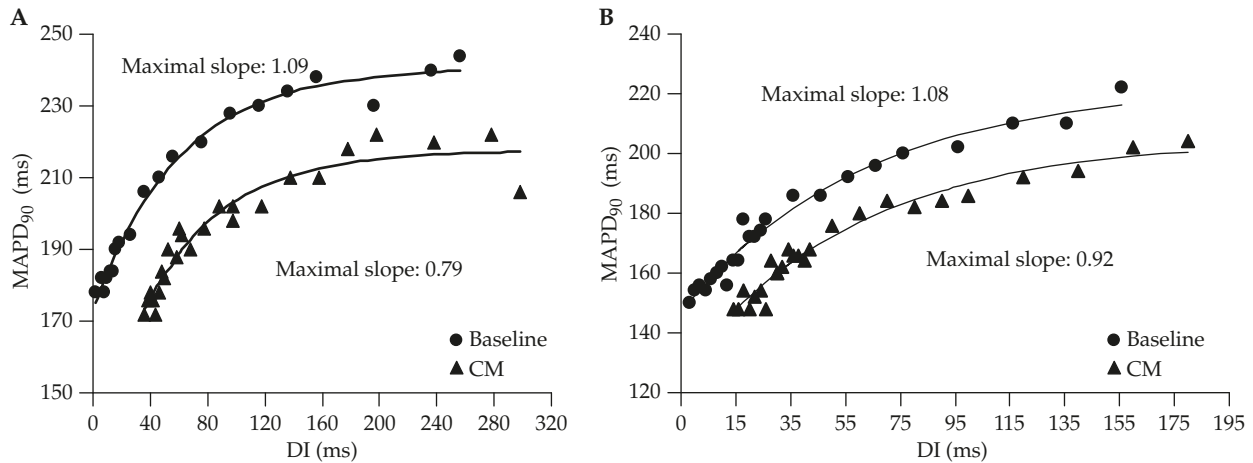 A
250
230
210
190
170
150
MAPD90 (ms)
Maximal slope: 1.09
Maximal slope: 0.79
Baseline
CM
0 40 80 120 160 200 240 280 320
DI (ms)
B
240
220
200
180
160
140
120
MAPD90 (ms)
Maximal slope: 1.08
Maximal slope: 0.92
Baseline
CM
0 15 35 55 75 95 115 135 155 175 195
DI (ms)